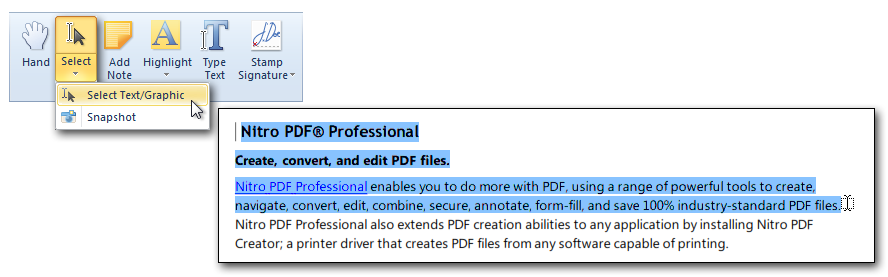 Hand
Select
Add
Note
Highlight
Type
Text
Stamp
Signature
Select Text/Graphic
Snapshot
Nitro PDF® Professional
Create, convert, and edit PDF files.
Nitro PDF Professional enables you to do more with PDF, using a range of powerful tools to create,
navigate, convert, edit, combine, secure, annotate, form-fill, and save 100% industry-standard PDF files.
Nitro PDF Professional also extends PDF creation abilities to any application by installing Nitro PDF
Creator; a printer driver that creates PDF files from any software capable of printing.